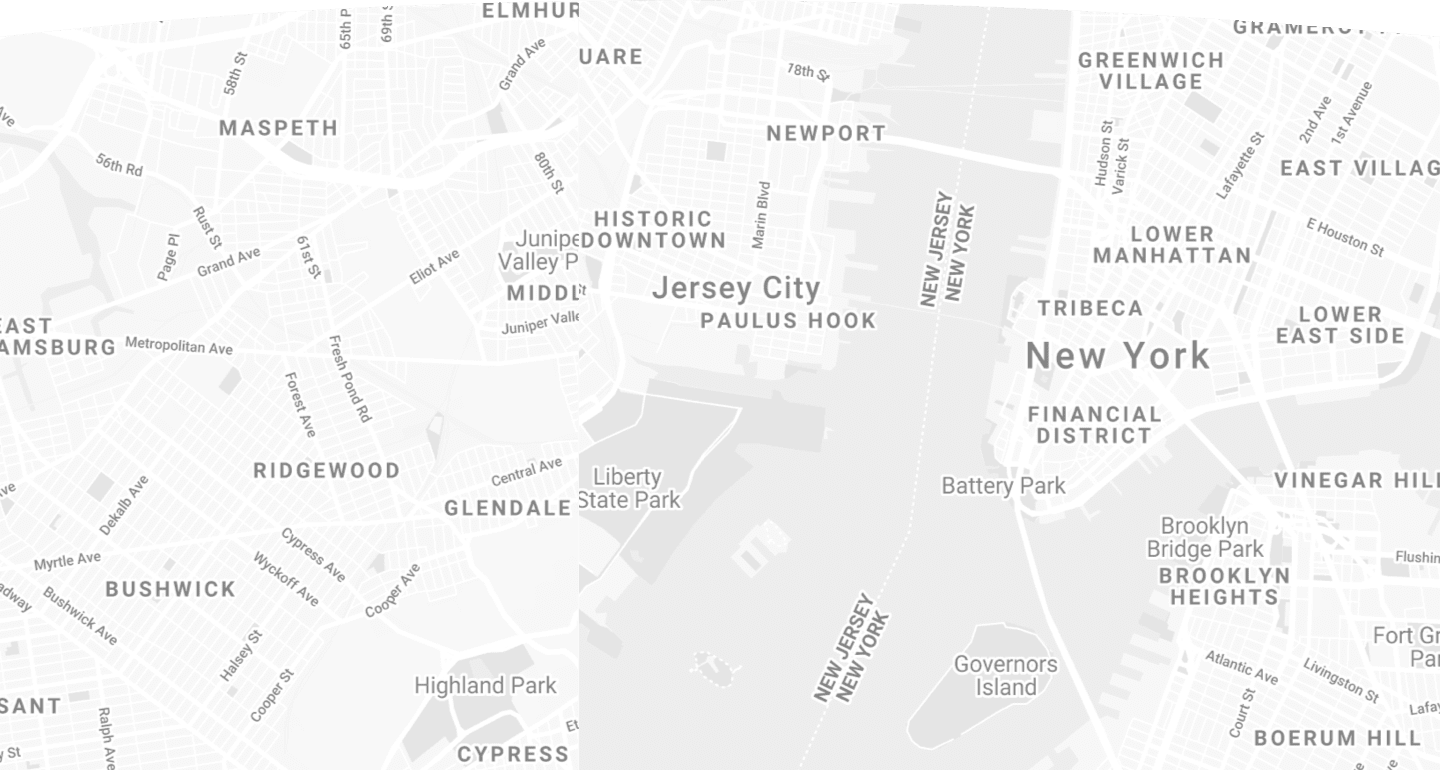 ELMHUR
65th P
69th S
58th St
Grand Ave
Ave
MASPETH
56th Rd
80th St
Rust St
Page Pl
Grand Ave
61st St
Eliot Ave
Junipe
Valley P
MIDDL
Juniper Valle
EAST
AMSBURG
Metropolitan Ave
Fresh Pond Rd
Forest Ave
RIDGEWOOD
Central Ave
GLENDALE
Dekalb Ave
Myrtle Ave
Cypress Ave
Wyckoff Ave
Cooper Ave
BUSHWICK
adway
Bushwick Ave
Halsey St
Cooper St
Highland Park
SANT
Ralph Ave
y St
Et
CYPRESS
UARE
18th St
NEWPORT
HISTORIC
DOWNTOWN
Marin Blvd
Jersey City
PAULUS HOOK
NEW JERSEY
NEW YORK
Liberty
State Park
NEW JERSEY
NEW YORK
Governors
Island
GREENWICH
VILLAGE
2nd Ave
1st Avenue
Hudson St
Varick St
Lafayette St
EAST VILLAG
E Houston St
LOWER
MANHATTAN
TRIBECA
LOWER
EAST SIDE
New York
FINANCIAL
DISTRICT
Battery Park
VINEGAR HILL
Brooklyn
Bridge Park
BROOKLYN
HEIGHTS
Flushin
Fort Gr
Par
Atlantic Ave
Livingston St
Court St
Lafay
BOERUM HILL